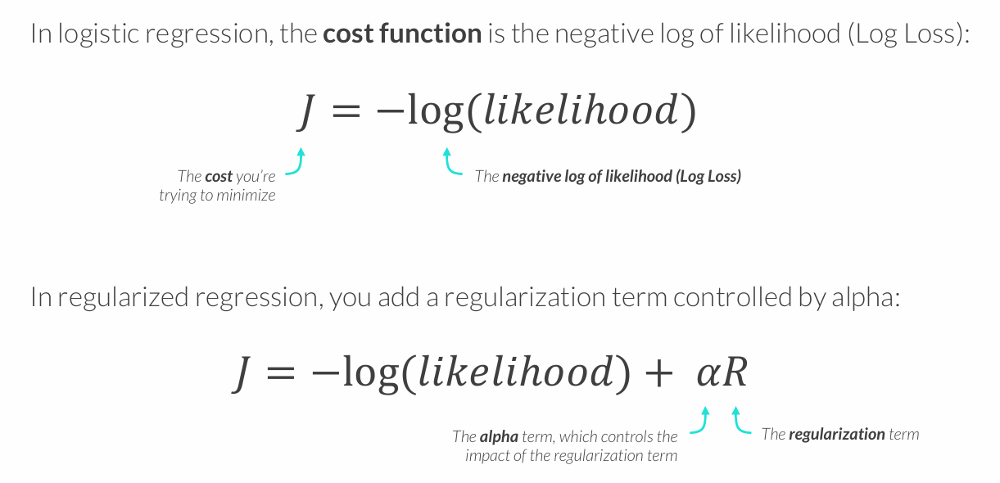 In logistic regression, the cost function is the negative log of likelihood (Log Loss):
J = −log(likelihood)
The cost you're
trying to minimize
The negative log of likelihood (Log Loss)
In regularized regression, you add a regularization term controlled by alpha:
J = −log(likelihood) + αR
The alpha term, which controls the
impact of the regularization term
The regularization term